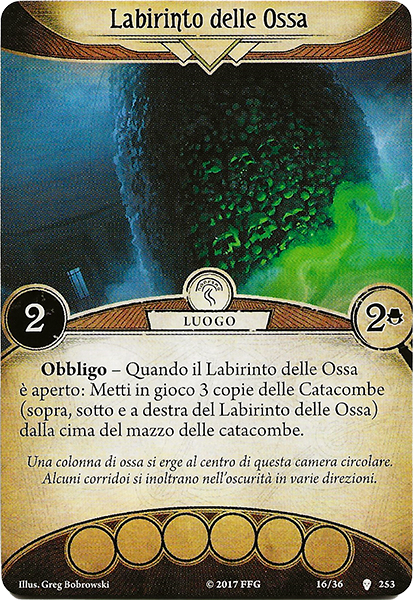 Labirinto delle Ossa
2
LUOGO
2
Obbligo – Quando il Labirinto delle Ossa
è aperto: Metti in gioco 3 copie delle Catacombe
(sopra, sotto e a destra del Labirinto delle Ossa)
dalla cima del mazzo delle catacombe.
Una colonna di ossa si erge al centro di questa camera circolare.
Alcuni corridoi si inoltrano nell'oscurità in varie direzioni.
Illus. Greg Bobrowski © 2017 FFG 16/36 253